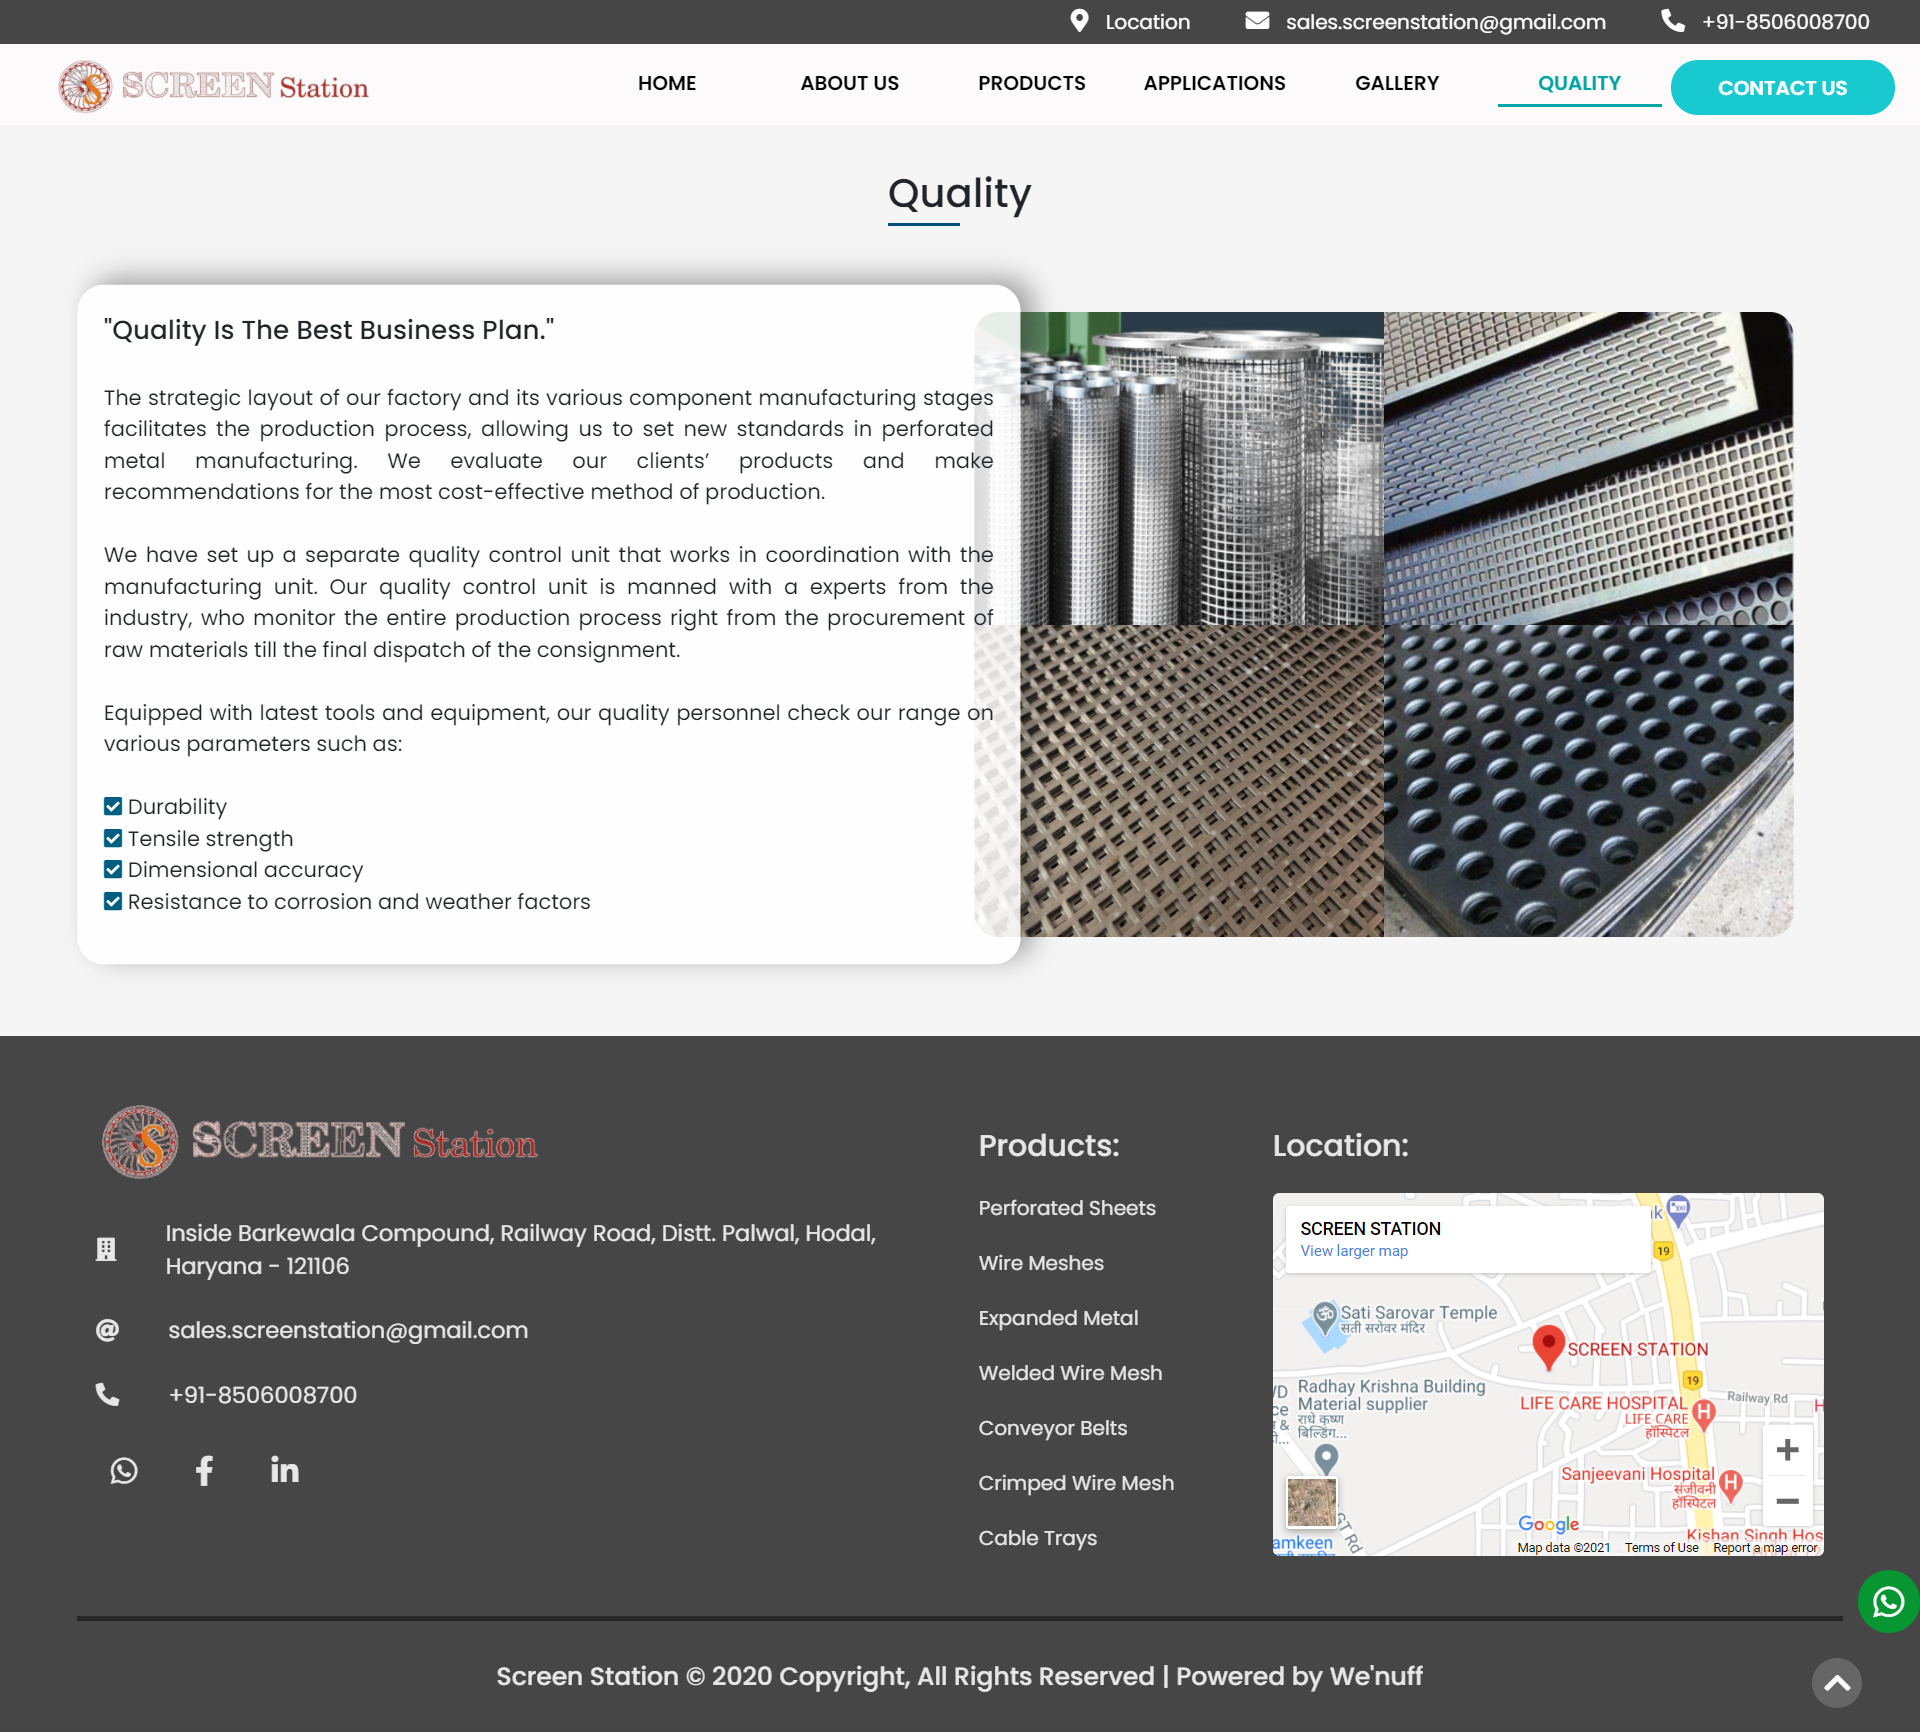 Location
sales.screenstation@gmail.com
+91-8506008700
SCREEN Station
HOME
ABOUT US
PRODUCTS
APPLICATIONS
GALLERY
QUALITY
CONTACT US
Quality
"Quality Is The Best Business Plan."
The strategic layout of our factory and its various component manufacturing stages
facilitates the production process, allowing us to set new standards in perforated
metal manufacturing. We evaluate our clients’ products and make
recommendations for the most cost-effective method of production.
We have set up a separate quality control unit that works in coordination with the
manufacturing unit. Our quality control unit is manned with a experts from the
industry, who monitor the entire production process right from the procurement of
raw materials till the final dispatch of the consignment.
Equipped with latest tools and equipment, our quality personnel check our range on
various parameters such as:
Durability
Tensile strength
Dimensional accuracy
Resistance to corrosion and weather factors
SCREEN Station
Inside Barkewala Compound, Railway Road, Distt. Palwal, Hodal,
Haryana - 121106
sales.screenstation@gmail.com
+91-8506008700
Products:
Perforated Sheets
Wire Meshes
Expanded Metal
Welded Wire Mesh
Conveyor Belts
Crimped Wire Mesh
Cable Trays
Location:
SCREEN STATION
View larger map
19
Sati Sarovar Temple
सती सरोवर मंदिर
SCREEN STATION
19
Railway Rd
Radhay Krishna Building
Material supplier
राधे कृष्ण
बिल्डिंग...
LIFE CARE HOSPITAL
LIFE CARE
हॉस्पिटल
Sanjeevani Hospital
संजीवनी
हॉस्पिटल
GT Rd
Kishan Singh Hos
amkeen
Google
Map data ©2021
Terms of Use
Report a map error
Screen Station © 2020 Copyright, All Rights Reserved | Powered by We'nuff